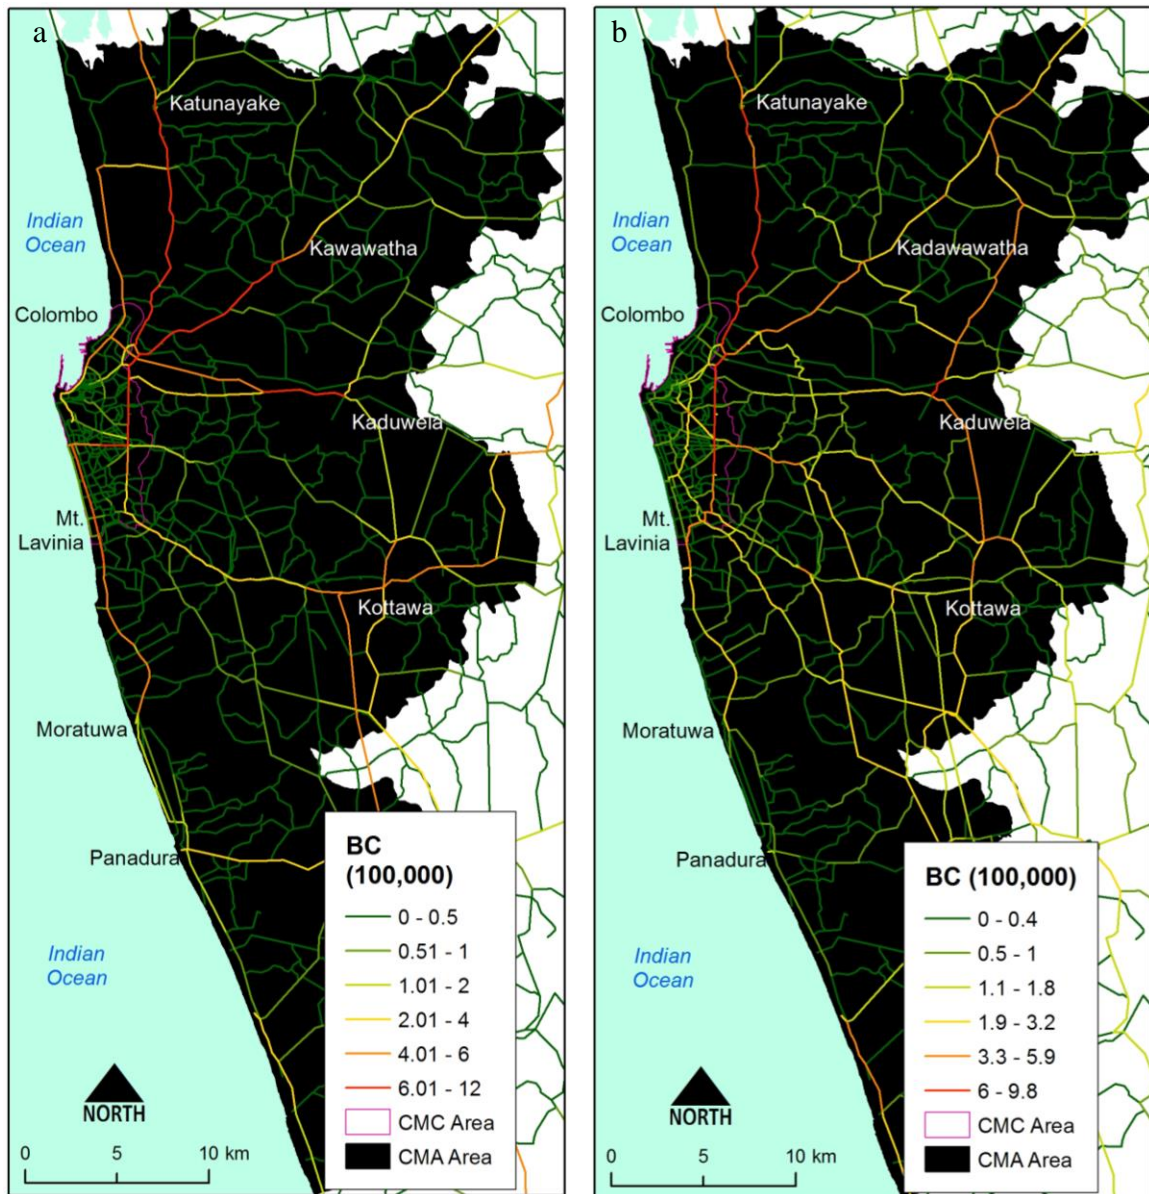 a
Katunayake
Indian
Ocean
Kawawatha
Colombo
Kaduwela
Mt.
Lavinia
Kottawa
Moratuwa
Panadura
Indian
Ocean
NORTH
0 5 10 km
BC
(100,000)
0 - 0.5
0.51 - 1
1.01 - 2
2.01 - 4
4.01 - 6
6.01 - 12
CMC Area
CMA Area
b
Katunayake
Indian
Ocean
Kadawawatha
Colombo
Kaduwela
Mt.
Lavinia
Kottawa
Moratuwa
Panadura
Indian
Ocean
NORTH
0 5 10 km
BC (100,000)
0 - 0.4
0.5 - 1
1.1 - 1.8
1.9 - 3.2
3.3 - 5.9
6 - 9.8
CMC Area
CMA Area